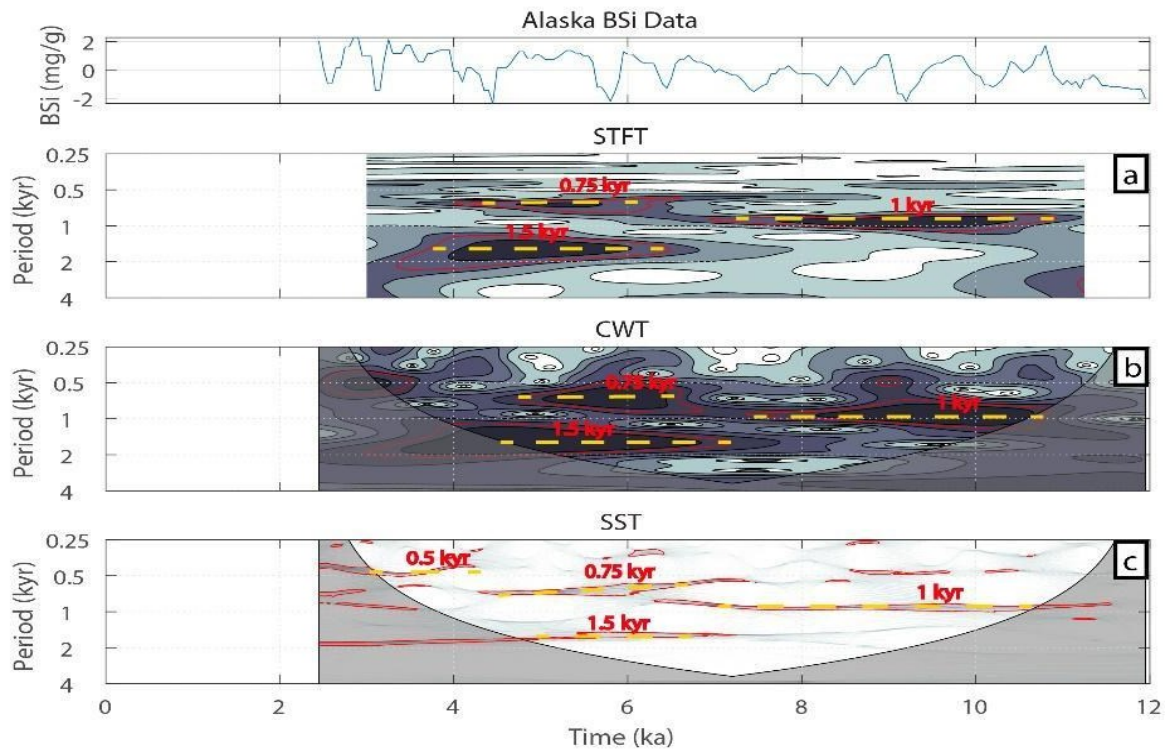 Alaska BSi Data
BSi (mg/g)
2
0
-2
STFT
a
Period (kyr)
0.25
0.5
1
2
4
0.75 kyr
1 kyr
1.5 kyr
CWT
b
Period (kyr)
0.25
0.5
1
2
4
0.75 kyr
1 kyr
1.5 kyr
SST
c
Period (kyr)
0.25
0.5
1
2
4
0.5 kyr
0.75 kyr
1 kyr
1.5 kyr
0 2 4 6 8 10 12
Time (ka)